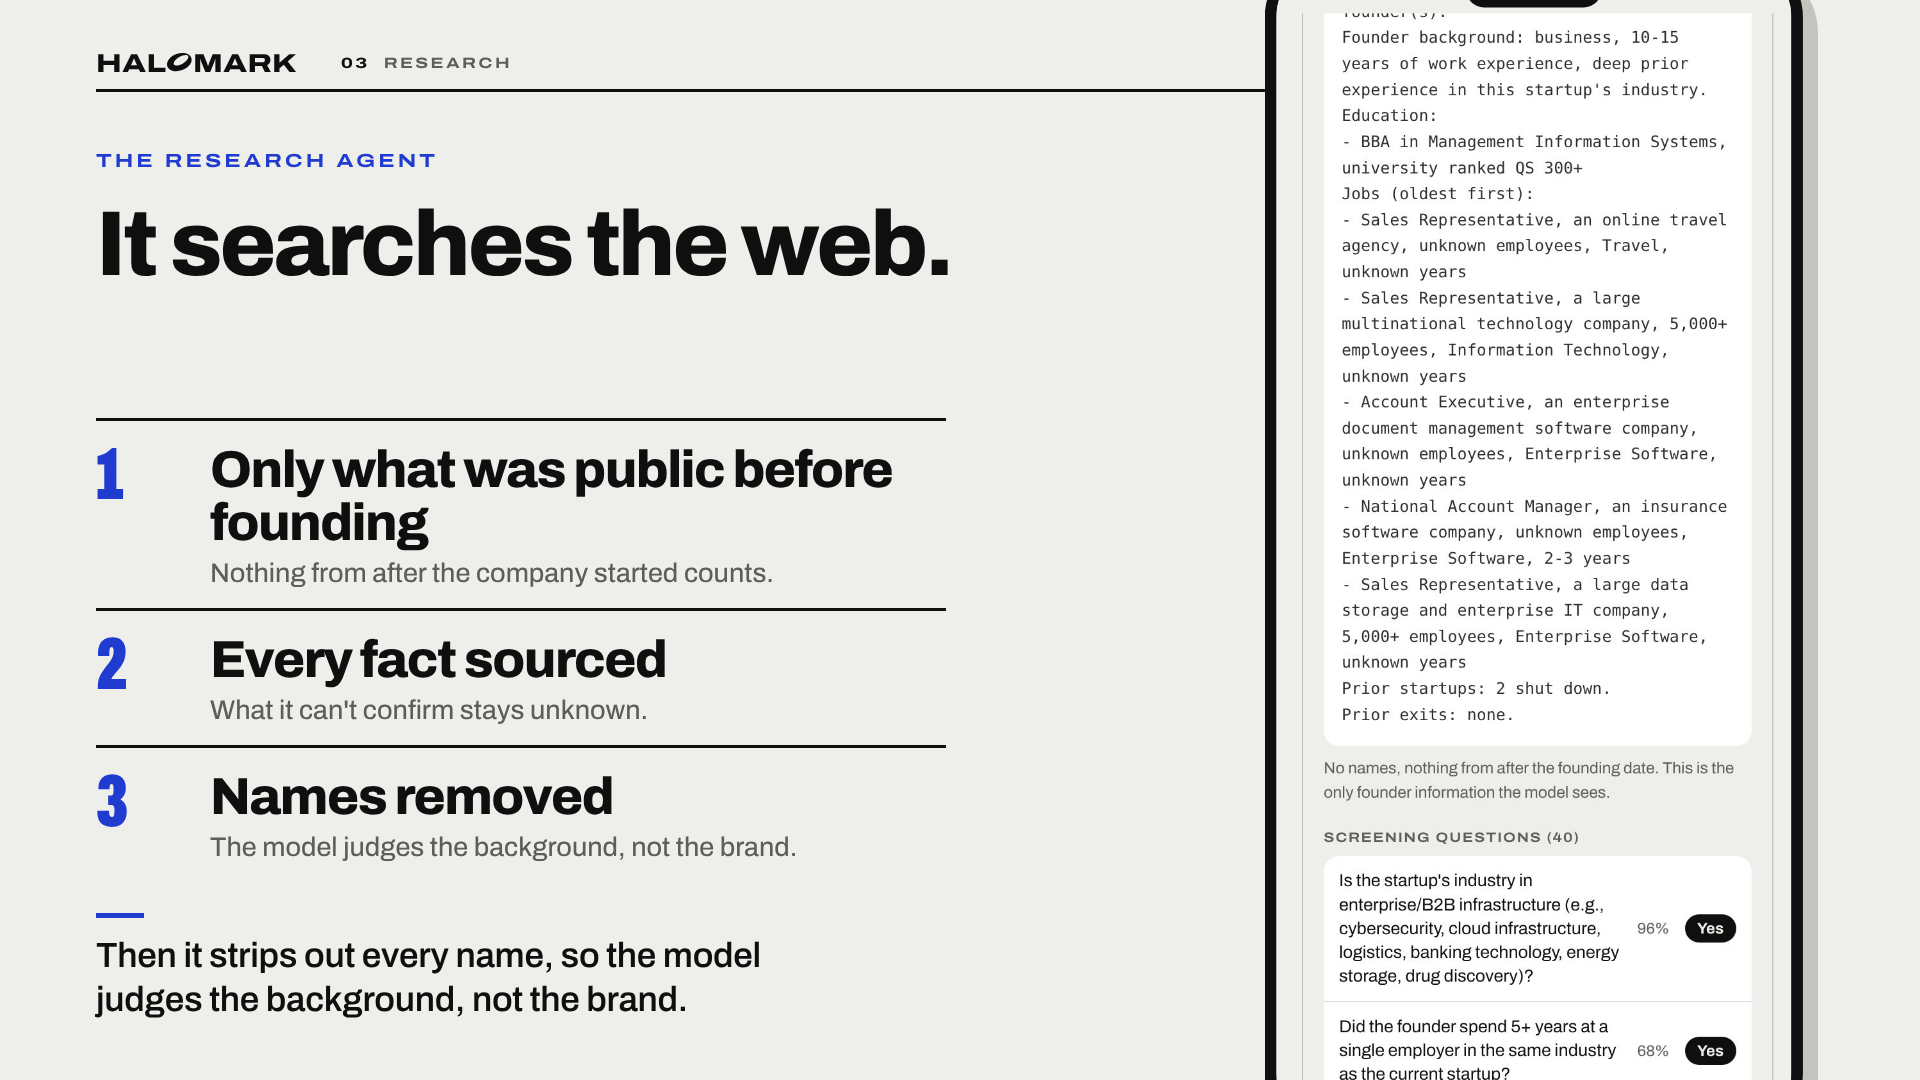 HALOMARK 03 RESEARCH
THE RESEARCH AGENT
It searches the web.
1 Only what was public before
founding
Nothing from after the company started counts.
2 Every fact sourced
What it can't confirm stays unknown.
3 Names removed
The model judges the background, not the brand.
Then it strips out every name, so the model
judges the background, not the brand.
founder(s):
Founder background: business, 10-15
years of work experience, deep prior
experience in this startup's industry.
Education:
- BBA in Management Information Systems,
university ranked QS 300+
Jobs (oldest first):
- Sales Representative, an online travel
agency, unknown employees, Travel,
unknown years
- Sales Representative, a large
multinational technology company, 5,000+
employees, Information Technology,
unknown years
- Account Executive, an enterprise
document management software company,
unknown employees, Enterprise Software,
unknown years
- National Account Manager, an insurance
software company, unknown employees,
Enterprise Software, 2-3 years
- Sales Representative, a large data
storage and enterprise IT company,
5,000+ employees, Enterprise Software,
unknown years
Prior startups: 2 shut down.
Prior exits: none.
No names, nothing from after the founding date. This is the
only founder information the model sees.
SCREENING QUESTIONS (40)
Is the startup's industry in
enterprise/B2B infrastructure (e.g.,
cybersecurity, cloud infrastructure, 96% Yes
logistics, banking technology, energy
storage, drug discovery)?
Did the founder spend 5+ years at a
single employer in the same industry 68% Yes
as the current startup?